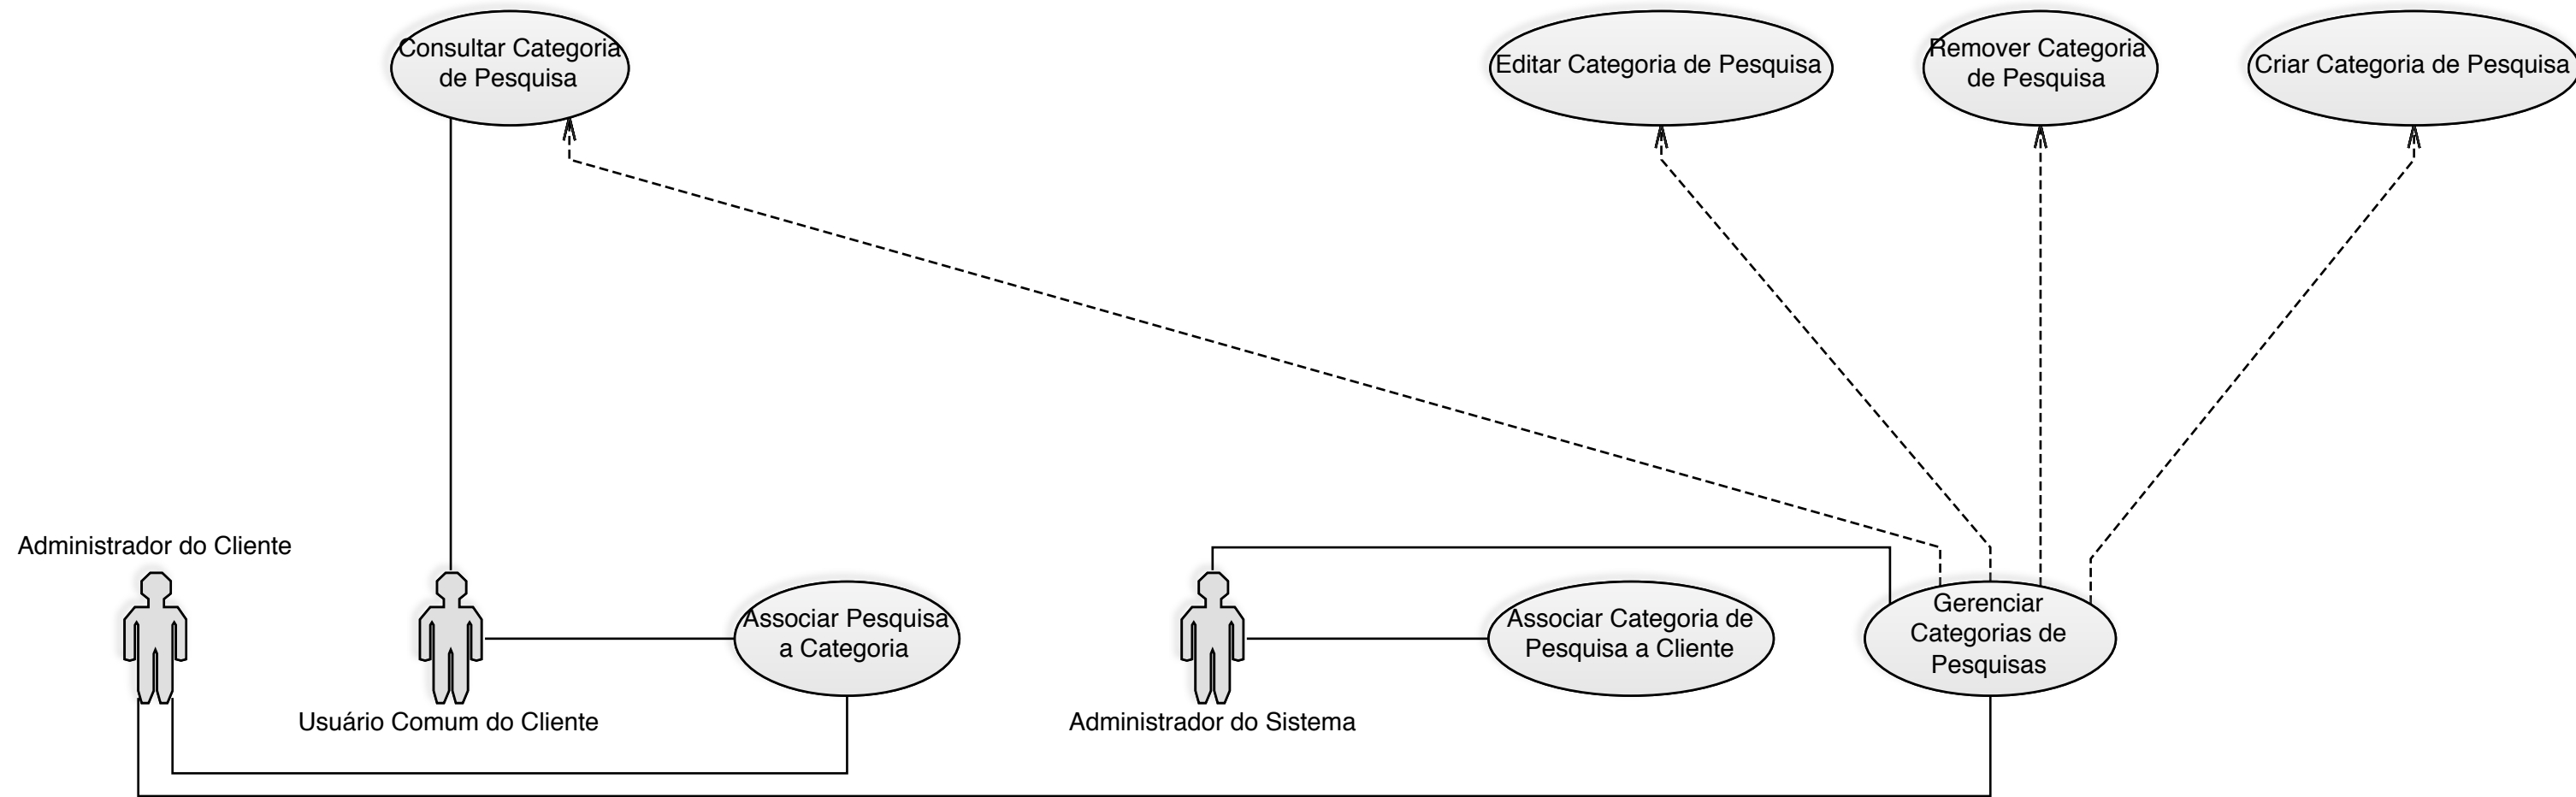 Consultar Categoria
de Pesquisa
Editar Categoria de Pesquisa
Remover Categoria
de Pesquisa
Criar Categoria de Pesquisa
Administrador do Cliente
Usuário Comum do Cliente
Associar Pesquisa
a Categoria
Administrador do Sistema
Associar Categoria de
Pesquisa a Cliente
Gerenciar
Categorias de
Pesquisas